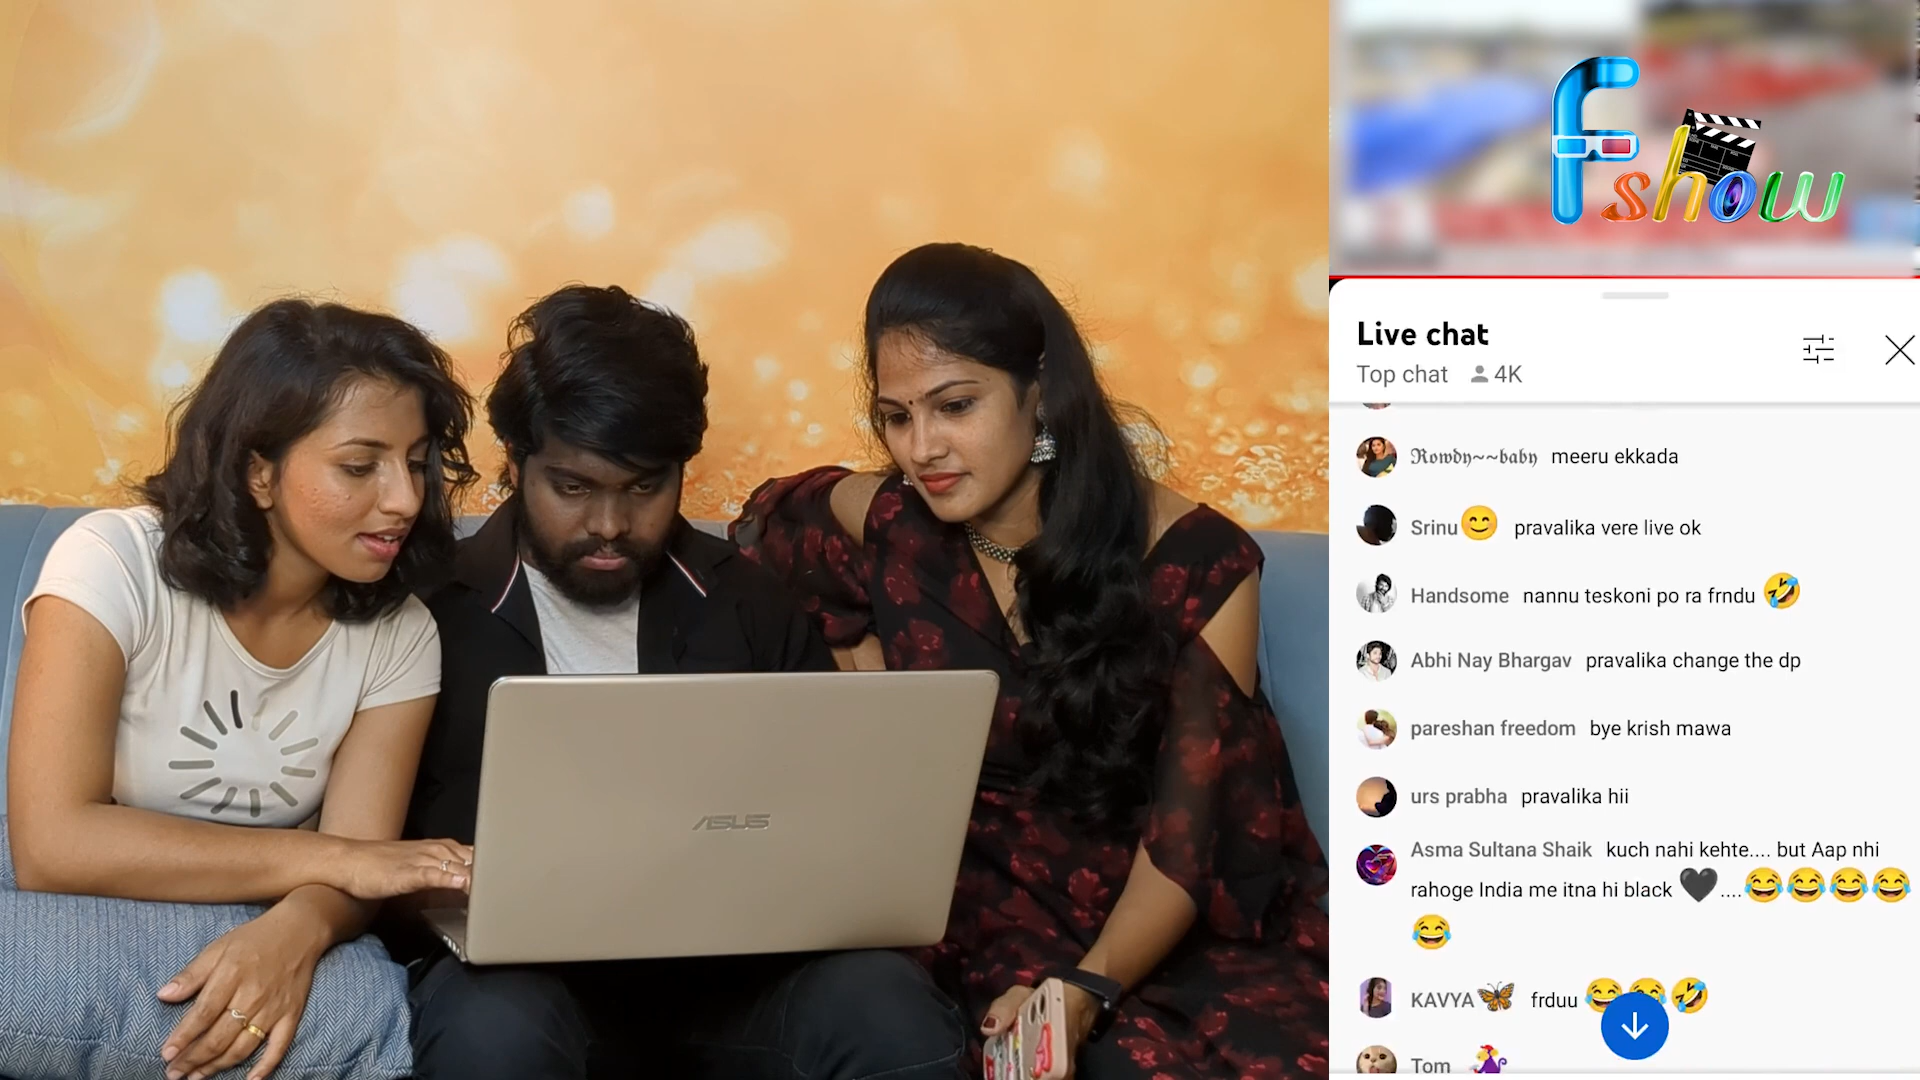 Fshow
Live chat
Top chat 4K
Rowdy~~baby meeru ekkada
Srinu😊 pravalika vere live ok
Handsome nannu teskoni po ra frndu 🤣
Abhi Nay Bhargav pravalika change the dp
pareshan freedom bye krish mawa
urs prabha pravalika hii
Asma Sultana Shaik kuch nahi kehte.... but Aap nhi
rahoge India me itna hi black 🖤....😂😂😂😂
😂
KAVYA🦋 frduu 😂😂🤣
Tom
ASUS